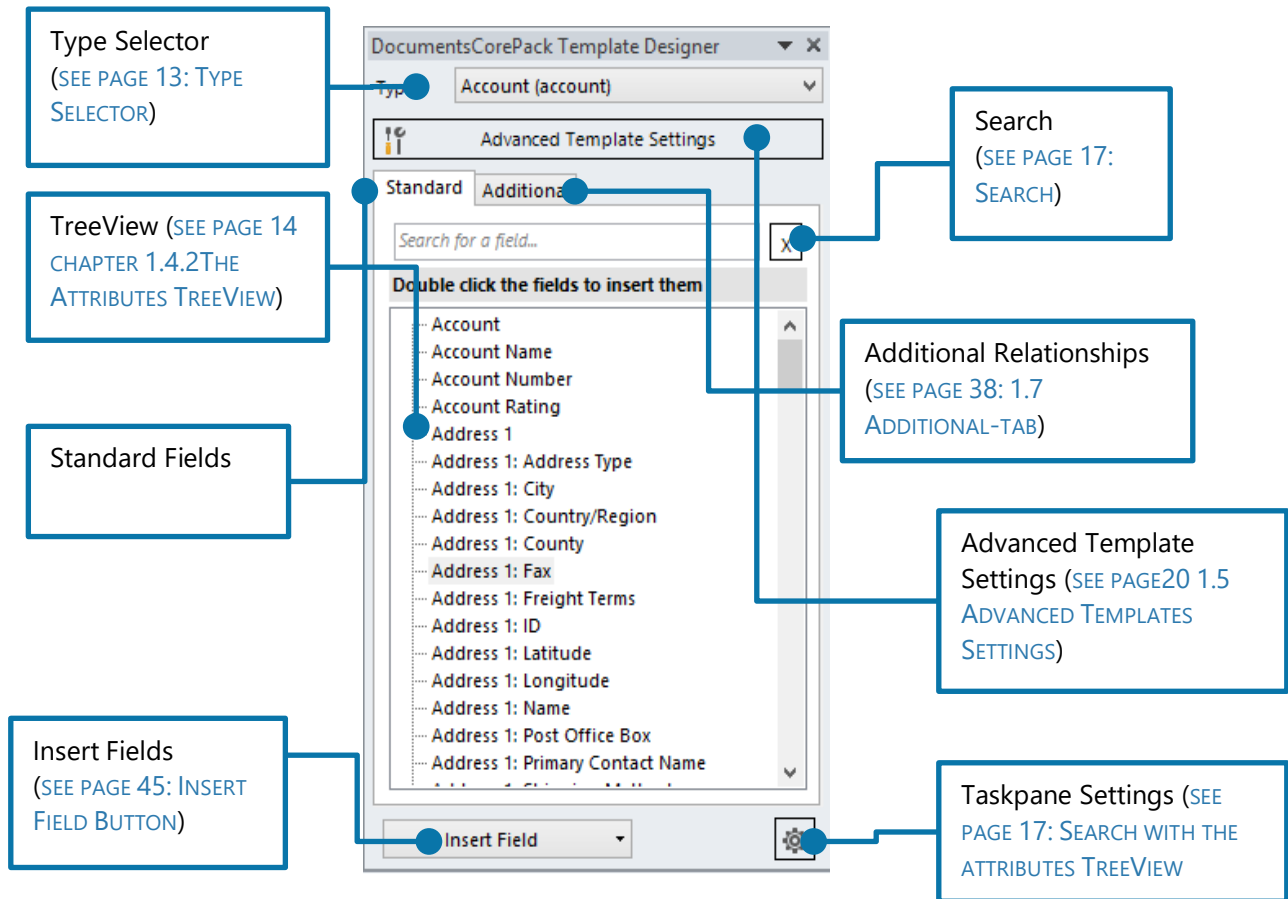 Type Selector
(SEE PAGE 13: TYPE
SELECTOR)
TreeView (SEE PAGE 14
CHAPTER 1.4.2THE
ATTRIBUTES TREEVIEW)
Standard Fields
Insert Fields
(SEE PAGE 45: INSERT
FIELD BUTTON)
DocumentsCorePack Template Designer
Account (account)
Advanced Template Settings
Standard
Search for a field...
X
Double click the fields to insert them
Account
Account Name
Account Number
Account Rating
Address 1
Address 1: Address Type
Address 1: City
Address 1: Country/Region
Address 1: County
Address 1: Fax
Address 1: Freight Terms
Address 1: ID
Address 1: Latitude
Address 1: Longitude
Address 1: Name
Address 1: Post Office Box
Address 1: Primary Contact Name
Insert Field
Search
(SEE PAGE 17:
SEARCH)
Additional Relationships
(SEE PAGE 38: 1.7
ADDITIONAL-TAB)
Advanced Template
Settings (SEE PAGE20 1.5
ADVANCED TEMPLATES
SETTINGS)
Taskpane Settings (SEE
PAGE 17: SEARCH WITH THE
ATTRIBUTES TREEVIEW